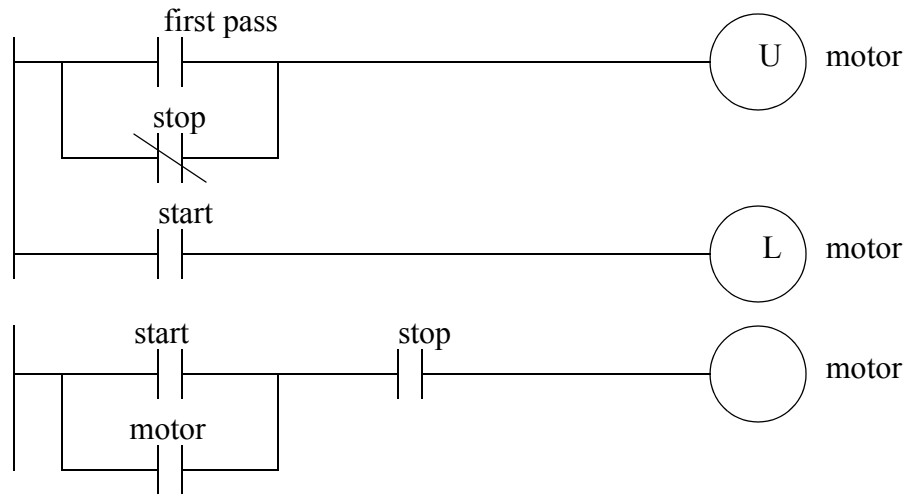 first pass
U motor
stop
start
L motor
start stop
motor
motor